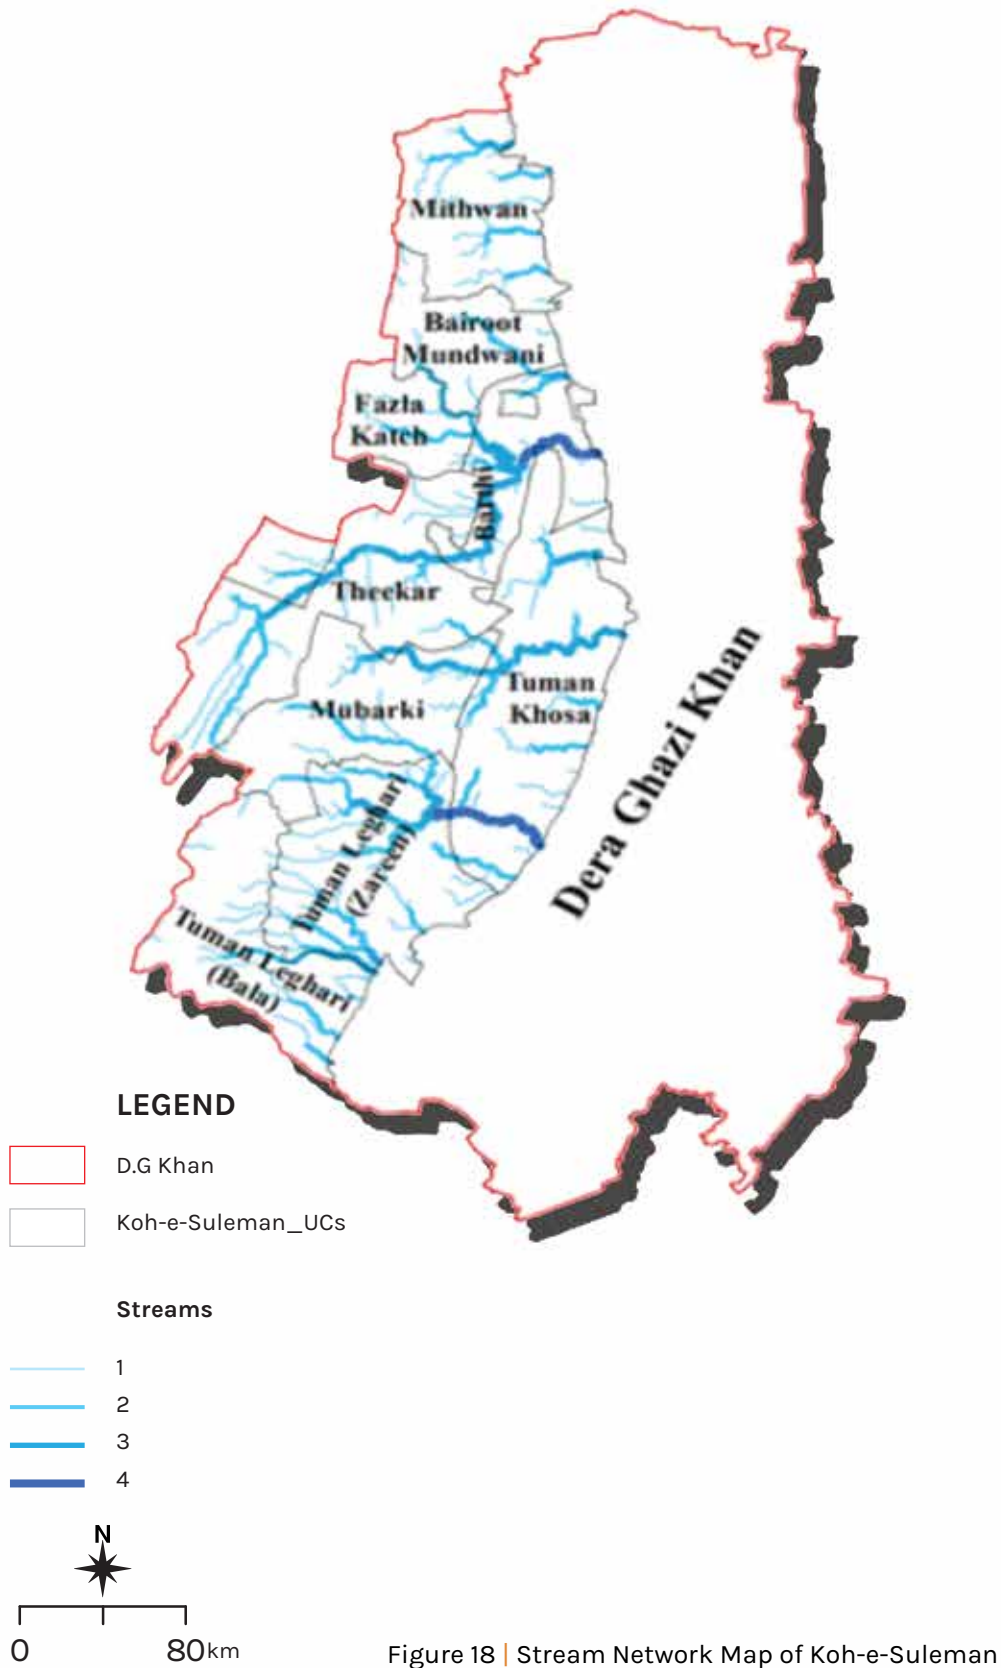 Mithwan
Bairoot
Mundwani
Fazla
Katch
Barthi
Theekar
Tuman
Khosa
Mubarki
Dera Ghazi Khan
Tuman Leghari
(Zareen)
Tuman Leghari
(Bala)
LEGEND
D.G Khan
Koh-e-Suleman_UCs
Streams
1
2
3
4
N
0 80km
Figure 18 | Stream Network Map of Koh-e-Suleman